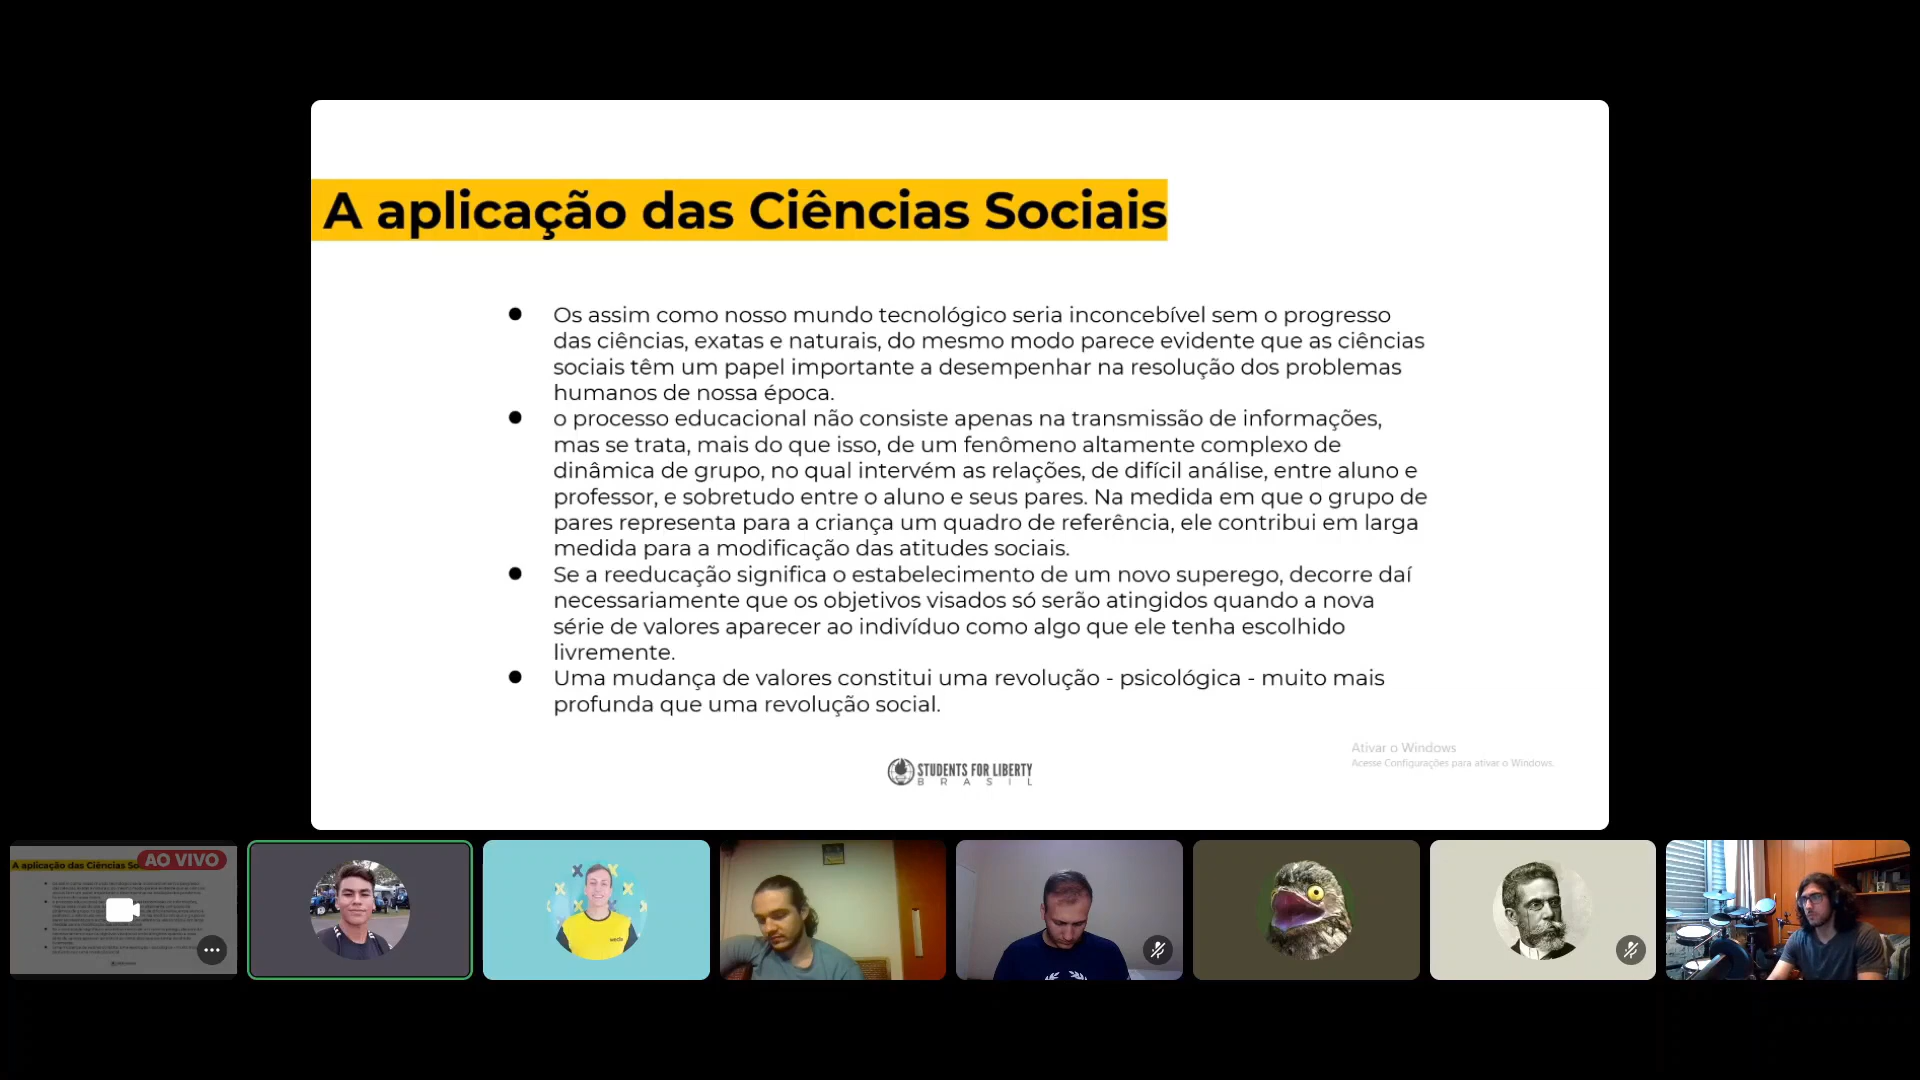 A aplicação das Ciências Sociais
● Os assim como nosso mundo tecnológico seria inconcebível sem o progresso
das ciências, exatas e naturais, do mesmo modo parece evidente que as ciências
sociais têm um papel importante a desempenhar na resolução dos problemas
humanos de nossa época.
● o processo educacional não consiste apenas na transmissão de informações,
mas se trata, mais do que isso, de um fenômeno altamente complexo de
dinâmica de grupo, no qual intervém as relações, de difícil análise, entre aluno e
professor, e sobretudo entre o aluno e seus pares. Na medida em que o grupo de
pares representa para a criança um quadro de referência, ele contribui em larga
medida para a modificação das atitudes sociais.
● Se a reeducação significa o estabelecimento de um novo superego, decorre daí
necessariamente que os objetivos visados só serão atingidos quando a nova
série de valores aparecer ao indivíduo como algo que ele tenha escolhido
livremente.
● Uma mudança de valores constitui uma revolução - psicológica - muito mais
profunda que uma revolução social.
Ativar o Windows
Acesse Configurações para ativar o Windows.
STUDENTS FOR LIBERTY
BRASIL
A aplicação das Ciências So
AO VIVO